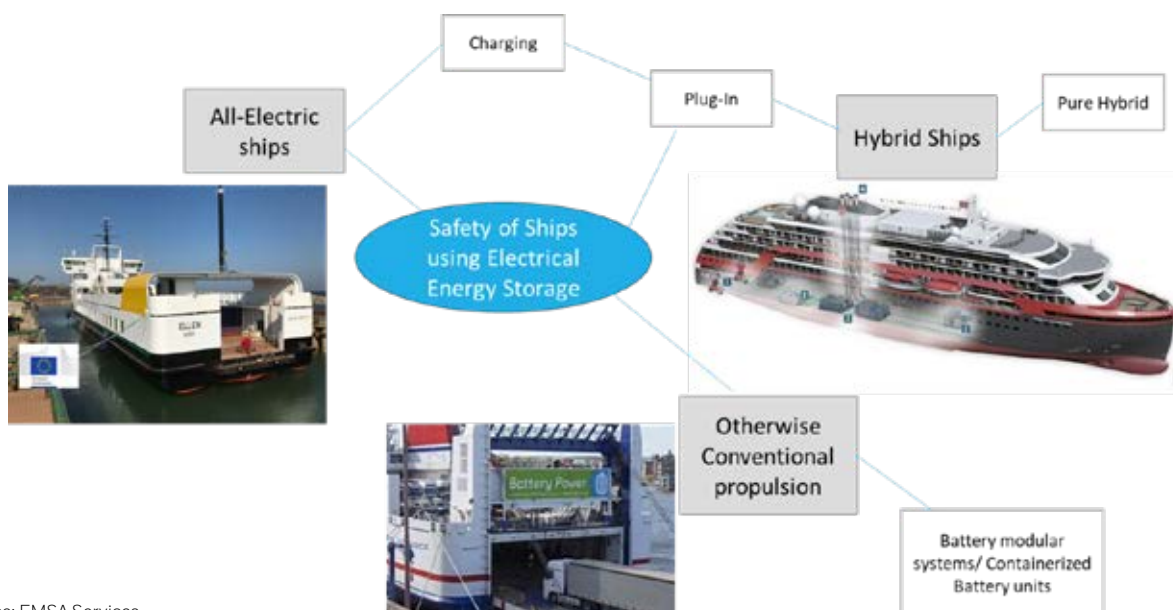 Charging
All-Electric
ships
Plug-In
Pure Hybrid
Hybrid Ships
Safety of Ships
using Electrical
Energy Storage
ELLEN
Otherwise
Conventional
propulsion
Battery Power
Battery modular
systems/ Containerized
Battery units
EMSA Services